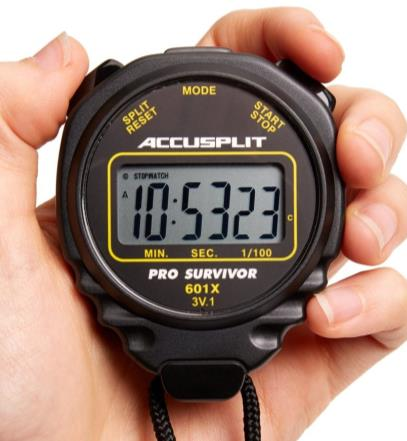 MODE
SPLIT
RESET
START
STOP
ACCUSPLIT
STOPWATCH
A
10:5323
C
MIN. SEC. 1/100
PRO SURVIVOR
601X
3V.1